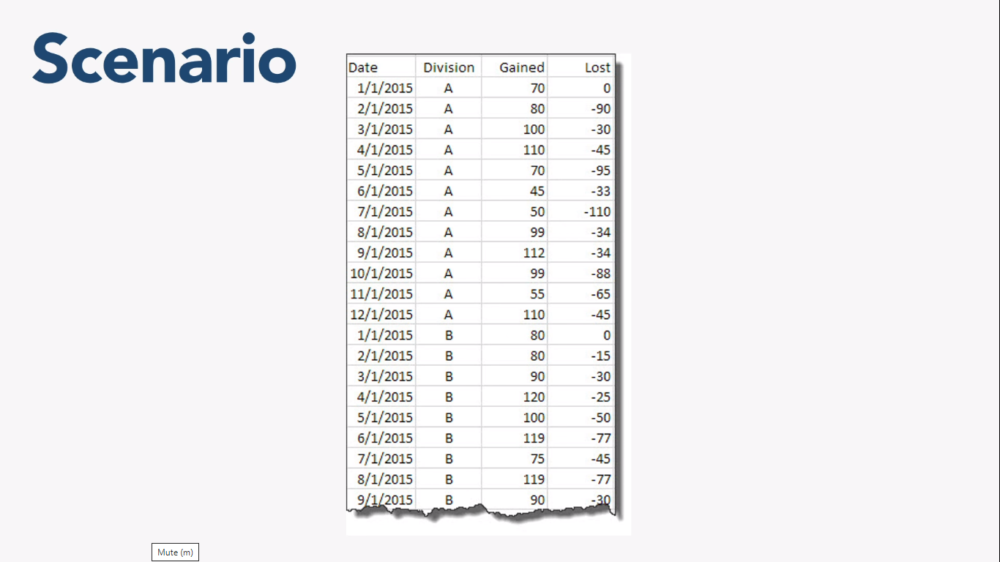 Scenario
Date Division Gained Lost
1/1/2015 A 70 0
2/1/2015 A 80 -90
3/1/2015 A 100 -30
4/1/2015 A 110 -45
5/1/2015 A 70 -95
6/1/2015 A 45 -33
7/1/2015 A 50 -110
8/1/2015 A 99 -34
9/1/2015 A 112 -34
10/1/2015 A 99 -88
11/1/2015 A 55 -65
12/1/2015 A 110 -45
1/1/2015 B 80 0
2/1/2015 B 80 -15
3/1/2015 B 90 -30
4/1/2015 B 120 -25
5/1/2015 B 100 -50
6/1/2015 B 119 -77
7/1/2015 B 75 -45
8/1/2015 B 119 -77
9/1/2015 B 90 -30
Mute (m)